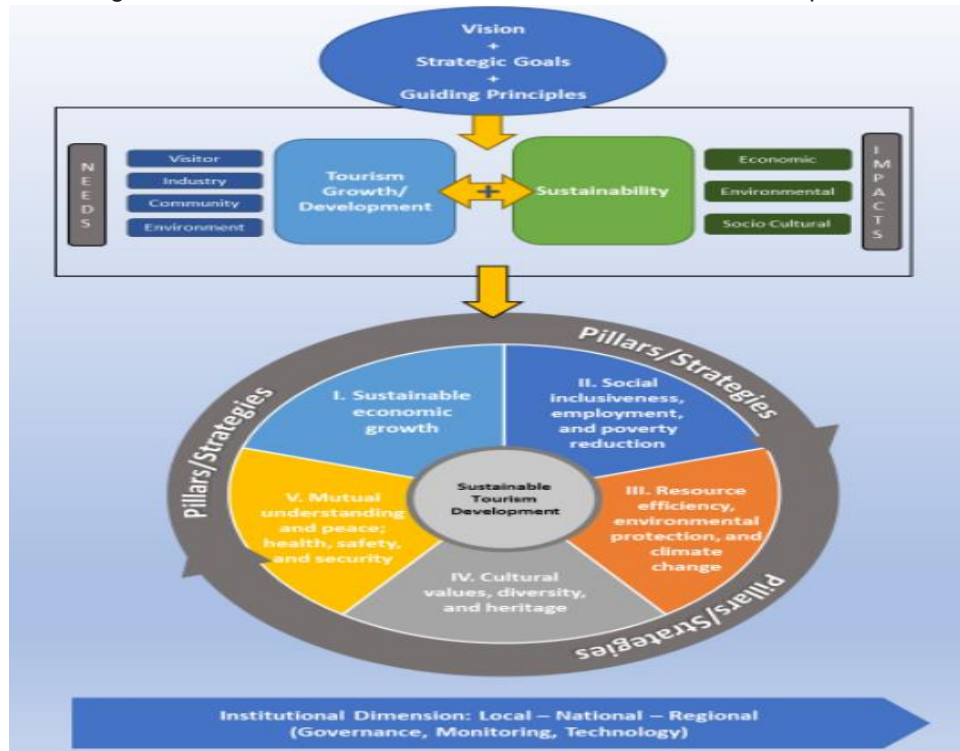 Vision
+
Strategic Goals
+
Guiding Principles
NEEDS
Visitor
Industry
Community
Environment
Tourism
Growth/
Development
+
Sustainability
Economic
Environmental
Socio-Cultural
IMPACTS
Pillars/Strategies
Pillars/Strategies
Pillars/Strategies
I. Sustainable
economic
growth
II. Social
inclusiveness,
employment,
and poverty
reduction
III. Resource
efficiency,
environmental
protection, and
climate
change
IV. Cultural
values, diversity,
and heritage
V. Mutual
understanding
and peace;
health, safety,
and security
Sustainable
Tourism
Development
Institutional Dimension: Local – National – Regional
(Governance, Monitoring, Technology)